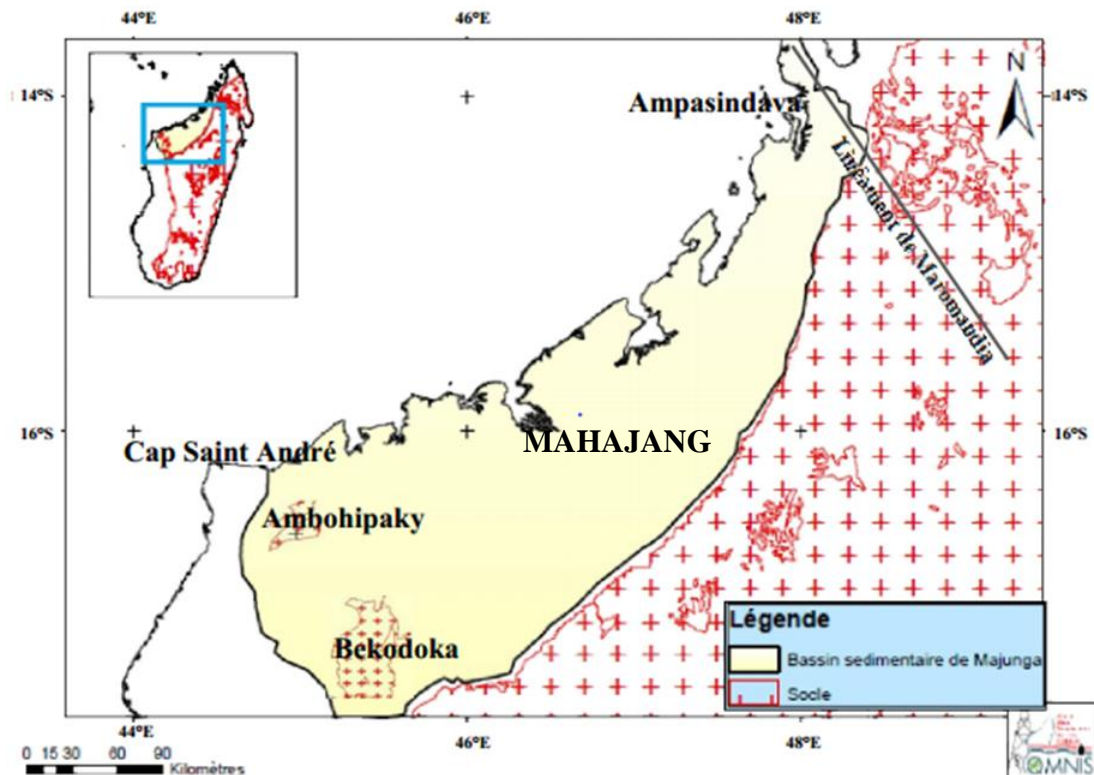 44°E 46°E 48°E
N
14°S 14°S
Ampasindava
Linéament de Maromandia
16°S 16°S
MAHAJANG
Cap Saint André
Ambohipaky
Bekodoka
Légende
Bassin sedimentaire de Majunga
Socle
44°E 46°E 48°E
0 15 30 60 90
Kilomètres
OMNIS